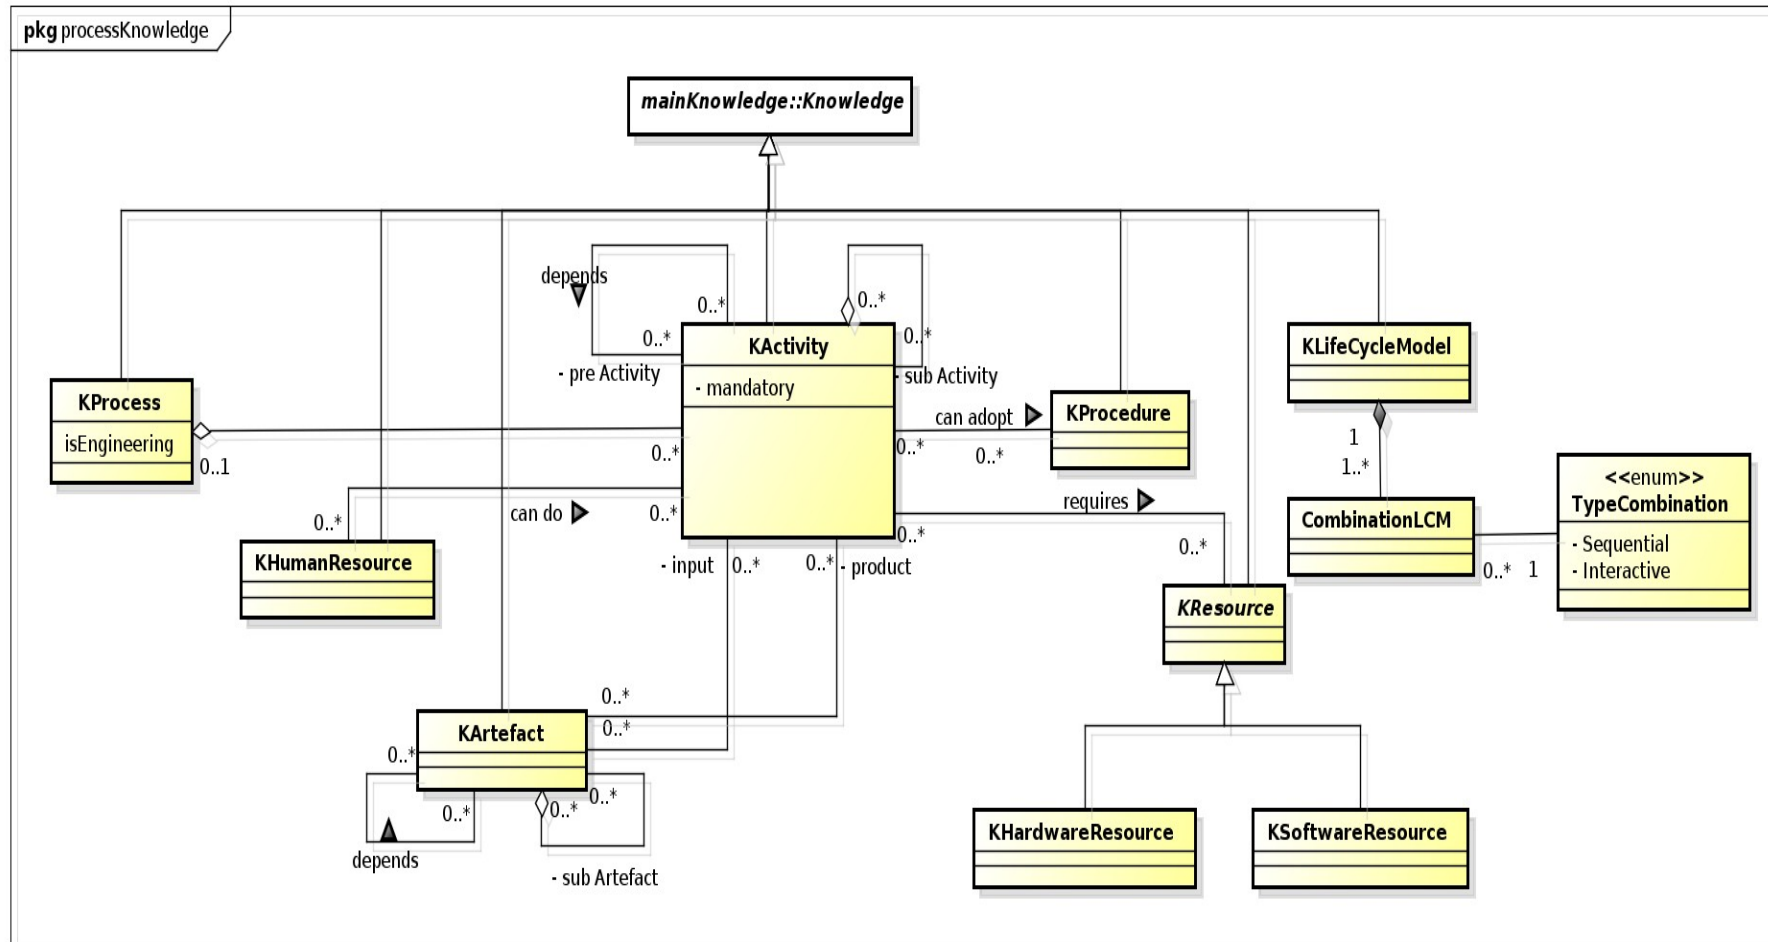 pkg processKnowledge
mainKnowledge::Knowledge
depends
0..*
0..*
0..*
0..*
- pre Activity
- sub Activity
KActivity
- mandatory
KLifeCycleModel
KProcess
isEngineering
0..1
0..*
can adopt
0..*
0..*
KProcedure
1
1..*
<<enum>>
TypeCombination
- Sequential
- Interactive
CombinationLCM
0..*
1
can do
0..*
0..*
KHumanResource
requires
0..*
0..*
- input
0..*
0..*
- product
KResource
0..*
0..*
KArtefact
0..*
0..*
depends
0..*
0..*
- sub Artefact
KHardwareResource
KSoftwareResource